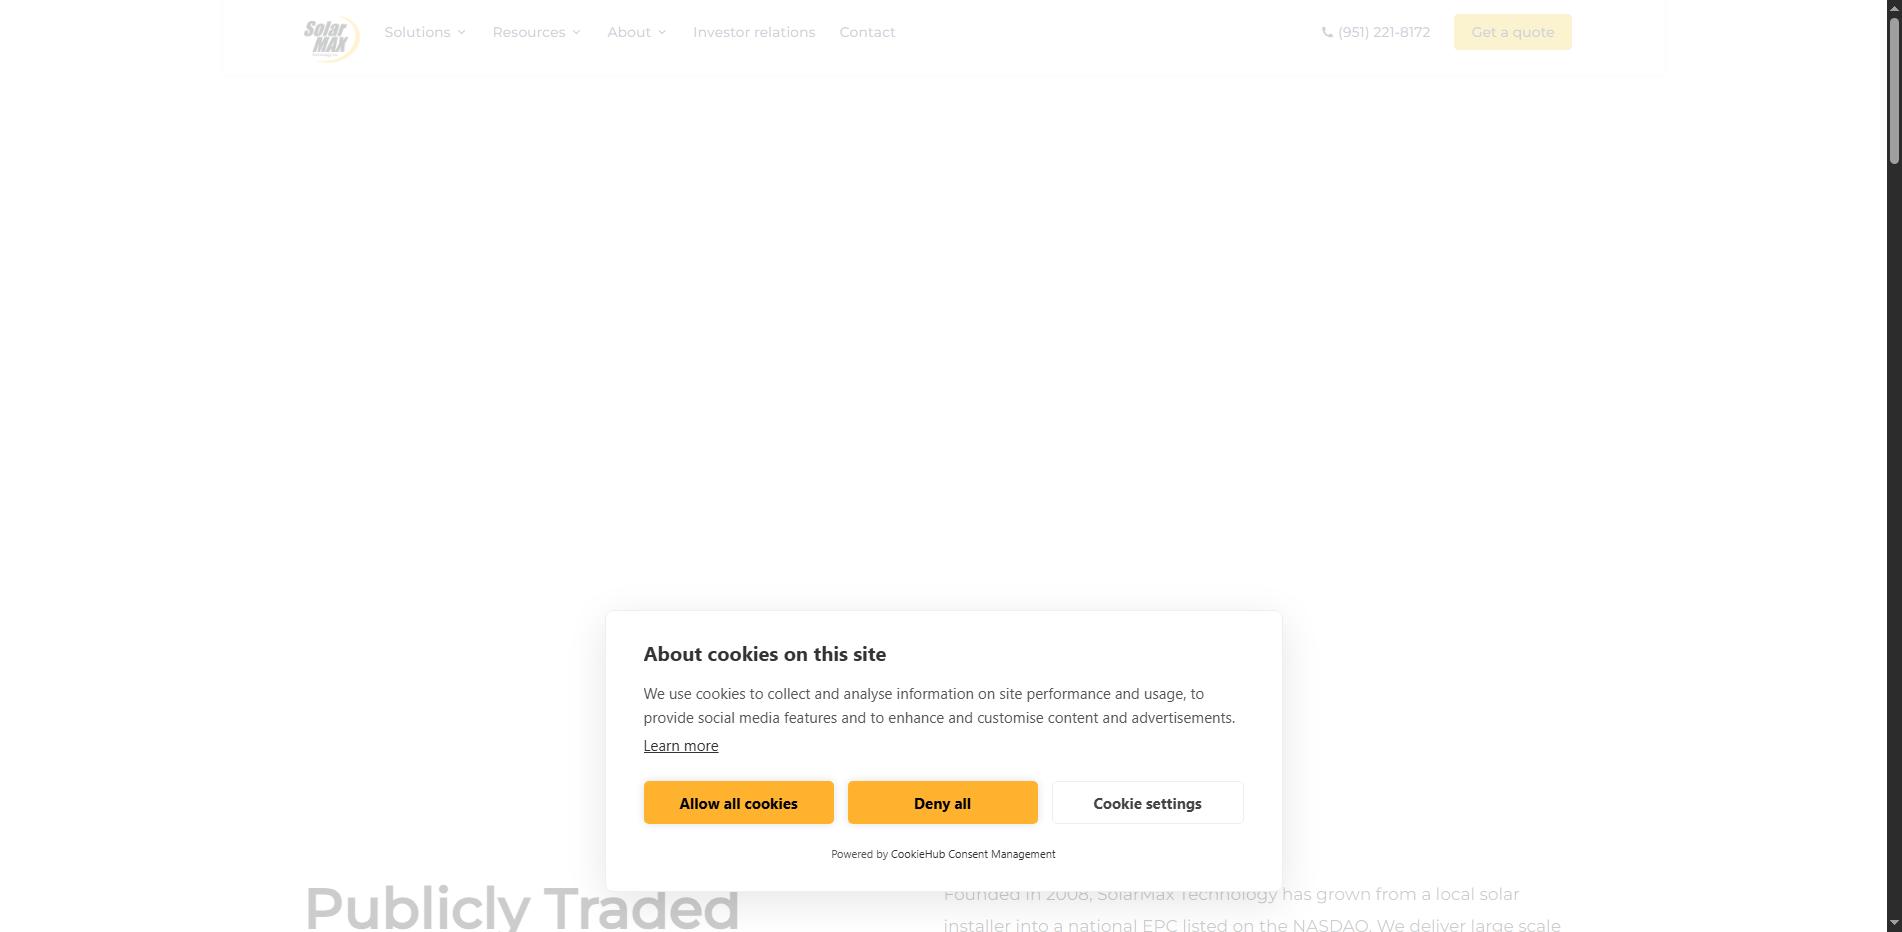 Solar
MAX
Solutions
Resources
About
Investor relations
Contact
(951) 221-8172
Get a quote
About cookies on this site
We use cookies to collect and analyse information on site performance and usage, to
provide social media features and to enhance and customise content and advertisements.
Learn more
Allow all cookies
Deny all
Cookie settings
Powered by CookieHub Consent Management
Publicly Traded
Founded in 2008, SolarMax Technology has grown from a local solar
installer into a national EPC listed on the NASDAQ. We deliver large scale